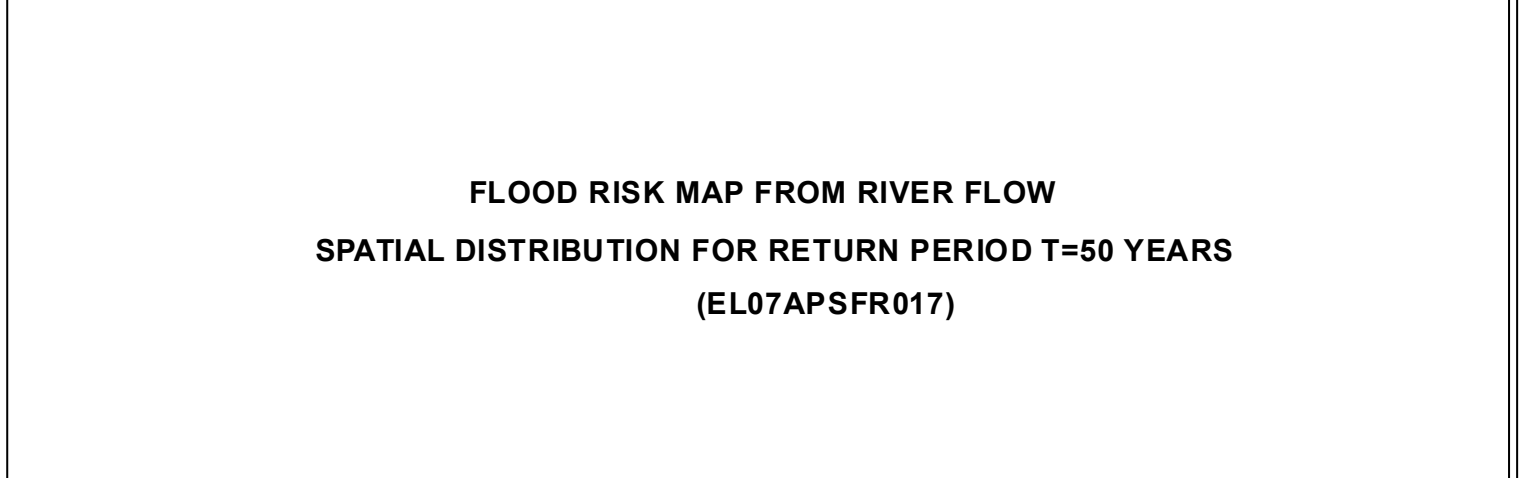 FLOOD RISK MAP FROM RIVER FLOW
SPATIAL DISTRIBUTION FOR RETURN PERIOD T=50 YEARS
(EL07APSFR017)